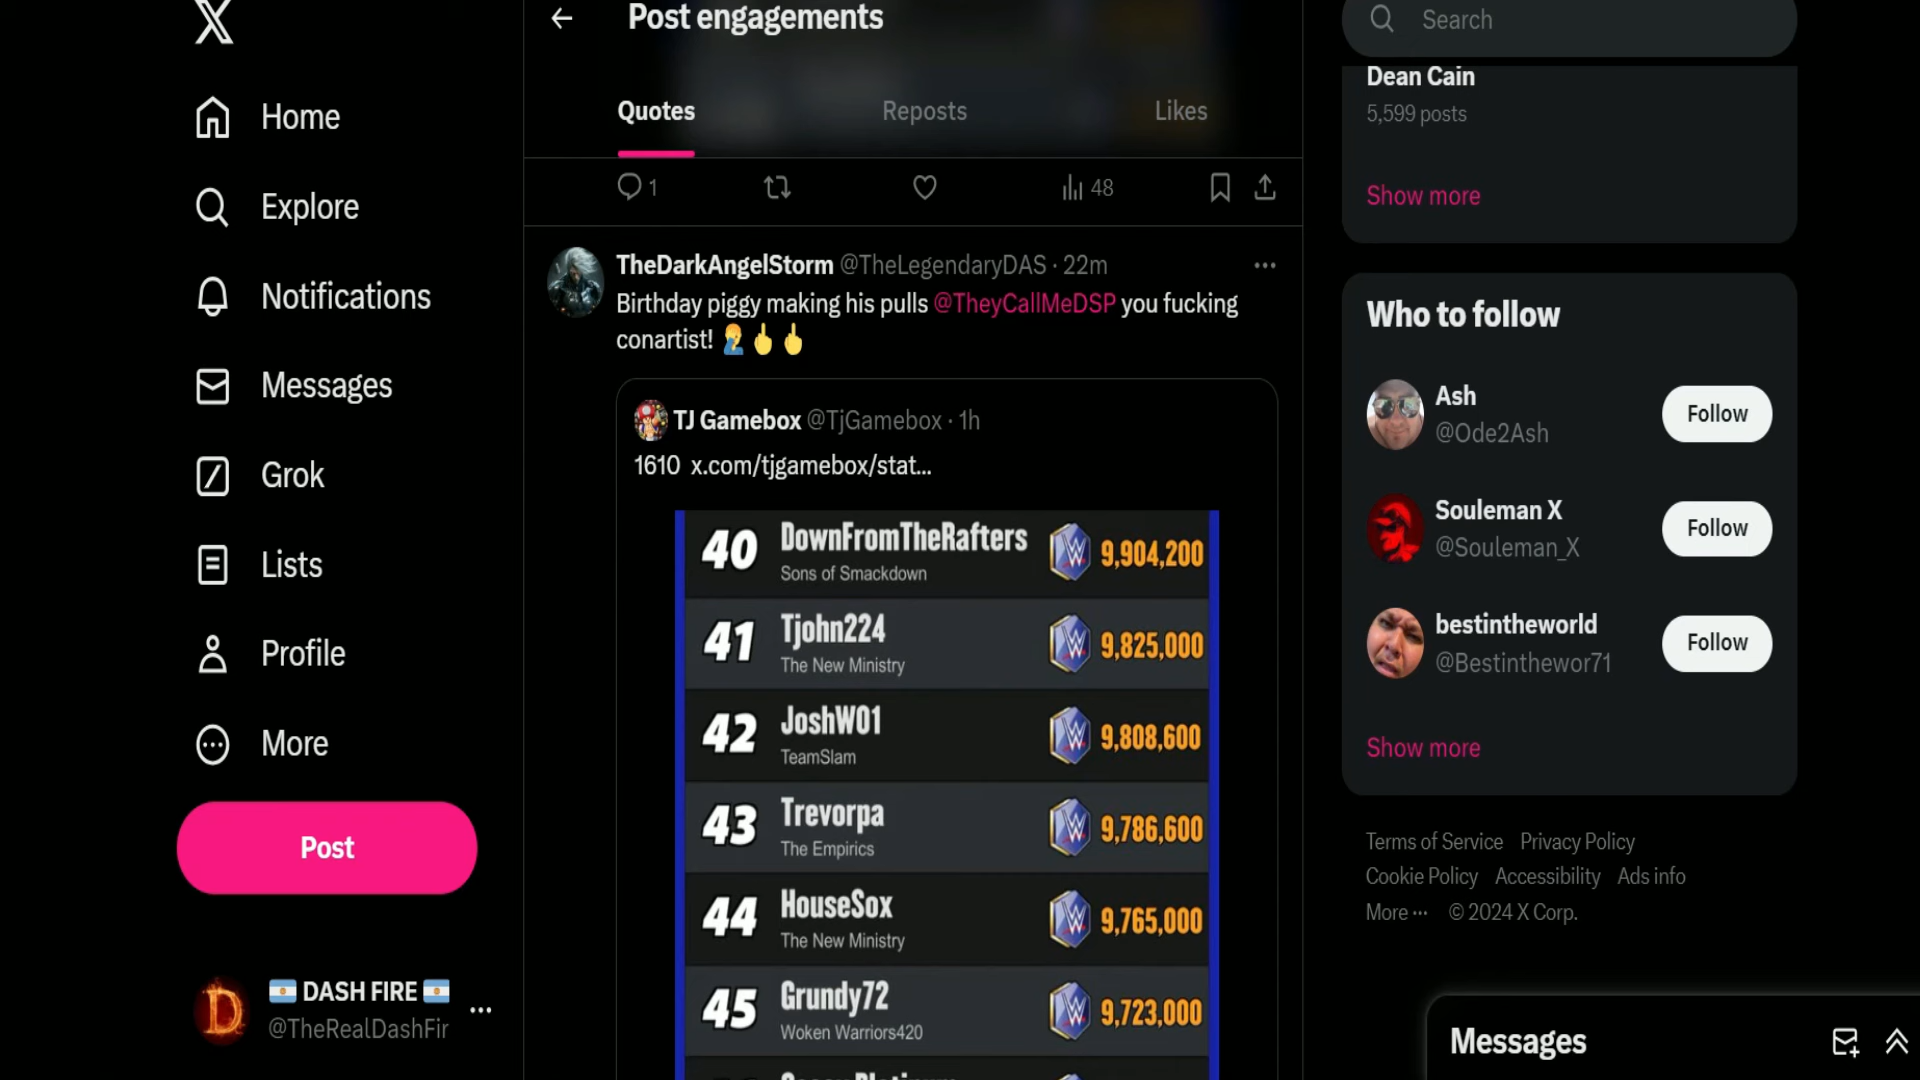 Post engagements
Quotes
Reposts
Likes
1
48
TheDarkAngelStorm @TheLegendaryDAS · 22m
Birthday piggy making his pulls @TheyCallMeDSP you fucking
conartist! 🤦‍♂️🖕🖕
TJ Gamebox @TjGamebox · 1h
1610 x.com/tjgamebox/stat...
40 DownFromTheRafters 9,904,200
Sons of Smackdown
41 Tjohn224 9,825,000
The New Ministry
42 JoshW01 9,808,600
TeamSlam
43 Trevorpa 9,786,600
The Empirics
44 HouseSox 9,765,000
The New Ministry
45 Grundy72 9,723,000
Woken Warriors420
Home
Explore
Notifications
Messages
Grok
Lists
Profile
More
Post
🇦🇷 DASH FIRE 🇦🇷
@TheRealDashFir
Search
Dean Cain
5,599 posts
Show more
Who to follow
Ash
@Ode2Ash
Follow
Souleman X
@Souleman_X
Follow
bestintheworld
@Bestinthewor71
Follow
Show more
Terms of Service Privacy Policy
Cookie Policy Accessibility Ads info
More ··· © 2024 X Corp.
Messages